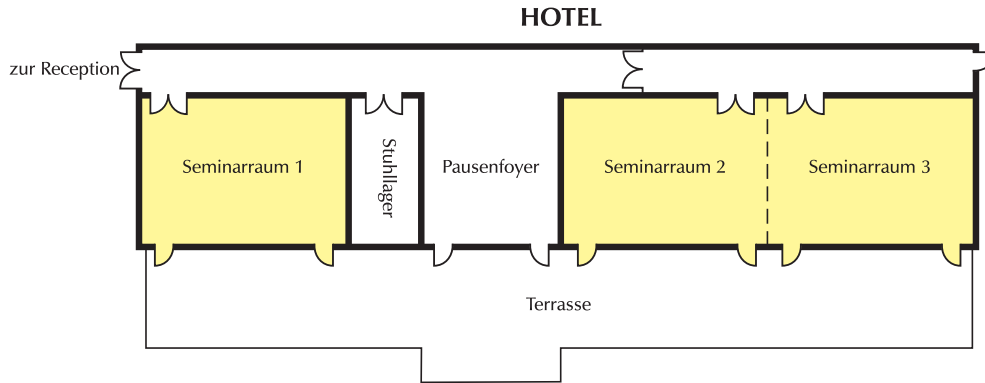 HOTEL
zur Reception
Seminarraum 1
Stuhllager
Pausenfoyer
Seminarraum 2
Seminarraum 3
Terrasse